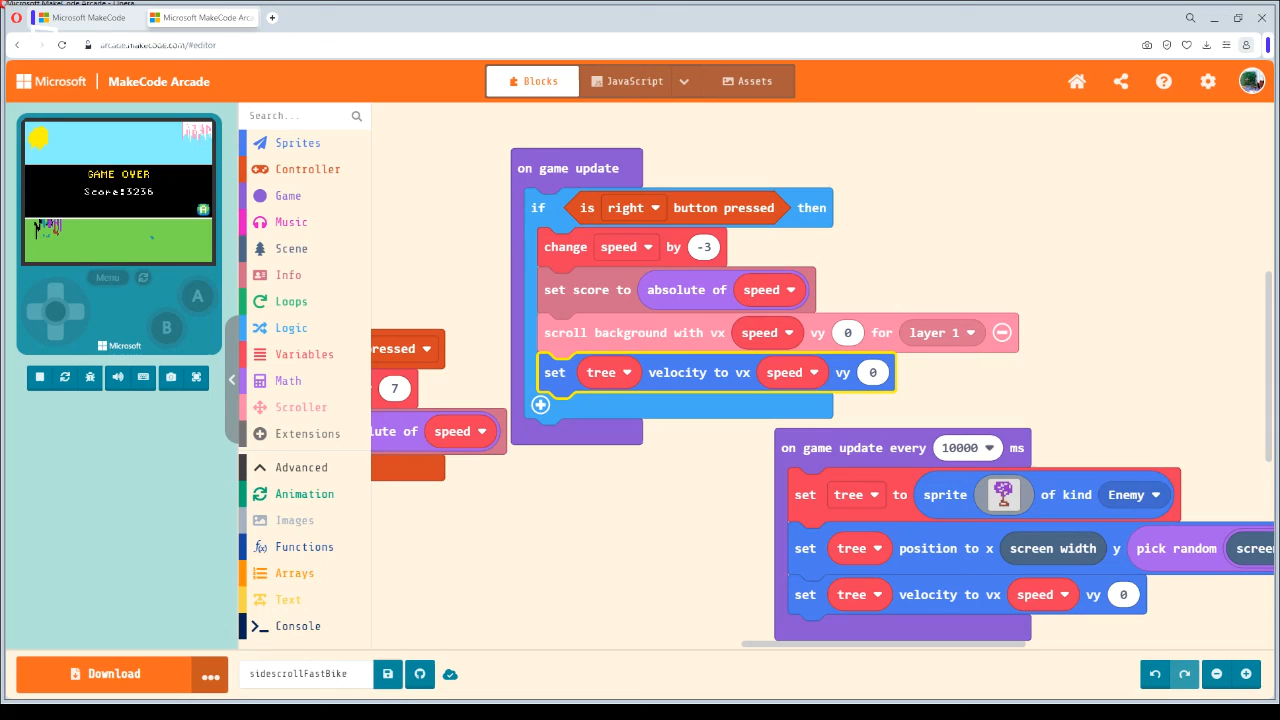 Microsoft MakeCode Arcade - Opera
Microsoft MakeCode
Microsoft MakeCode Arc
arcade.makecode.com/#editor
Microsoft
MakeCode Arcade
Blocks
JavaScript
Assets
GAME OVER
Score:3236
A
Menu
A
B
Microsoft
Search...
Sprites
Controller
Game
Music
Scene
Info
Loops
Logic
Variables
Math
Scroller
Extensions
Advanced
Animation
Images
Functions
Arrays
Text
Console
ressed
7
lute of speed
on game update
if is right button pressed then
change speed by -3
set score to absolute of speed
scroll background with vx speed vy 0 for layer 1
set tree velocity to vx speed vy 0
on game update every 10000 ms
set tree to sprite of kind Enemy
set tree position to x screen width y pick random scree
set tree velocity to vx speed vy 0
Download
sidescrollFastBike